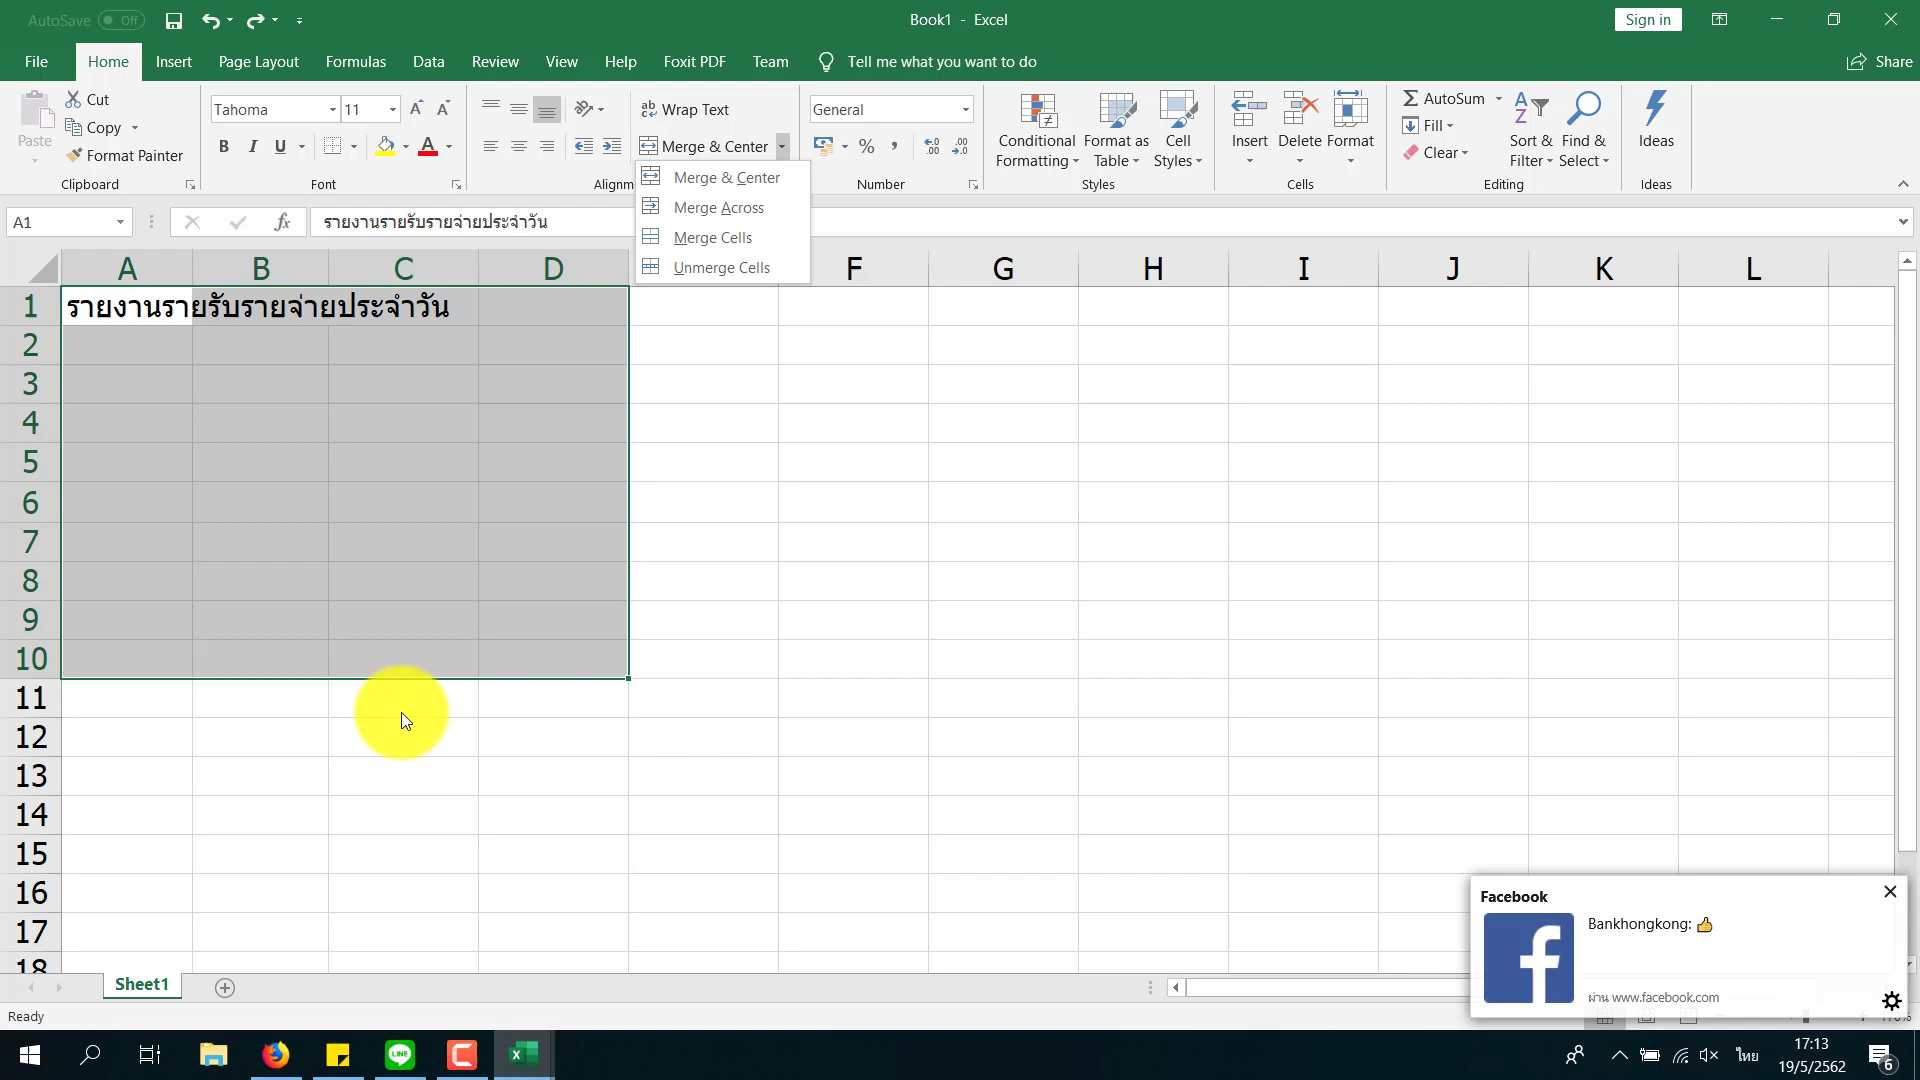 AutoSave Off
Book1 - Excel
Sign in
File Home Insert Page Layout Formulas Data Review View Help Foxit PDF Team Tell me what you want to do Share
Paste
Cut
Copy
Format Painter
Clipboard
Tahoma 11
B I U A
Font
Wrap Text
Merge & Center
Alignm
Merge & Center
Merge Across
Merge Cells
Unmerge Cells
General
% ,
Number
Conditional Formatting
Format as Table
Cell Styles
Styles
Insert Delete Format
Cells
AutoSum
Fill
Clear
Sort & Filter
Find & Select
Editing
Ideas
Ideas
A1 fx รายงานรายรับรายจ่ายประจำวัน
A B C D F G H I J K L
1 รายงานรายรับรายจ่ายประจำวัน
2
3
4
5
6
7
8
9
10
11
12
13
14
15
16
17
18
Sheet1
Ready
Facebook
Bankhongkong: 👍
ผ่าน www.facebook.com
LINE
ไทย
17:13
19/5/2562
6